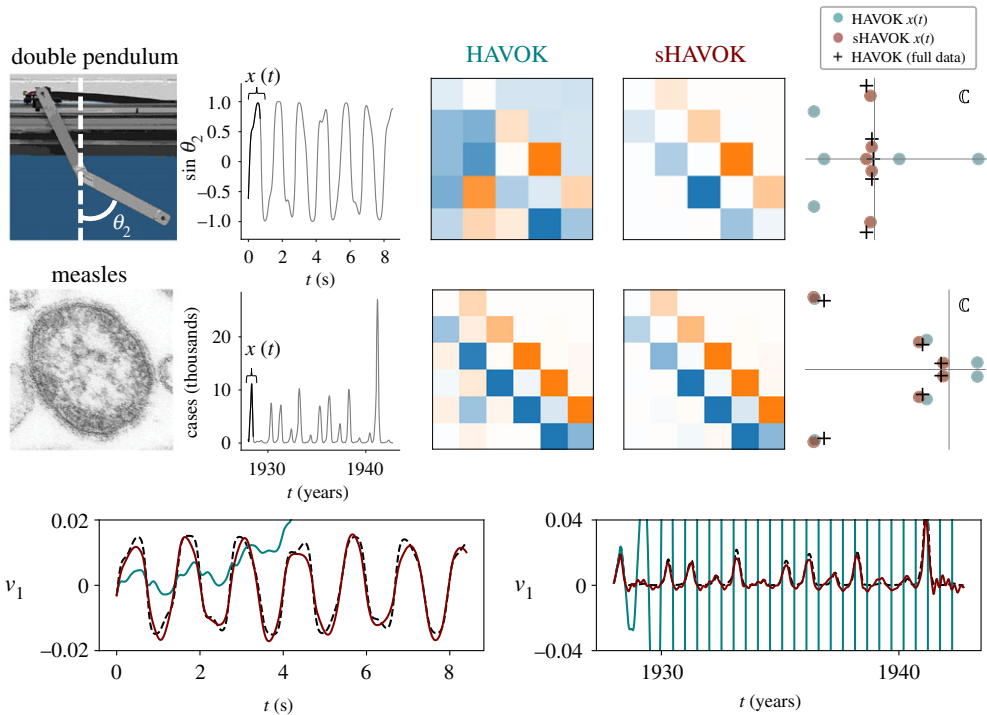 HAVOK x(t)
sHAVOK x(t)
HAVOK (full data)
double pendulum
HAVOK
sHAVOK
x (t)
ℂ
1.0
0.5
0
−0.5
−1.0
sin θ2
θ2
0 2 4 6 8
t (s)
measles
ℂ
20
10
0
cases (thousands)
x (t)
1930 1940
t (years)
0.02
0
−0.02
v1
0 2 4 6 8
t (s)
0.04
0
−0.04
v1
1930 1940
t (years)